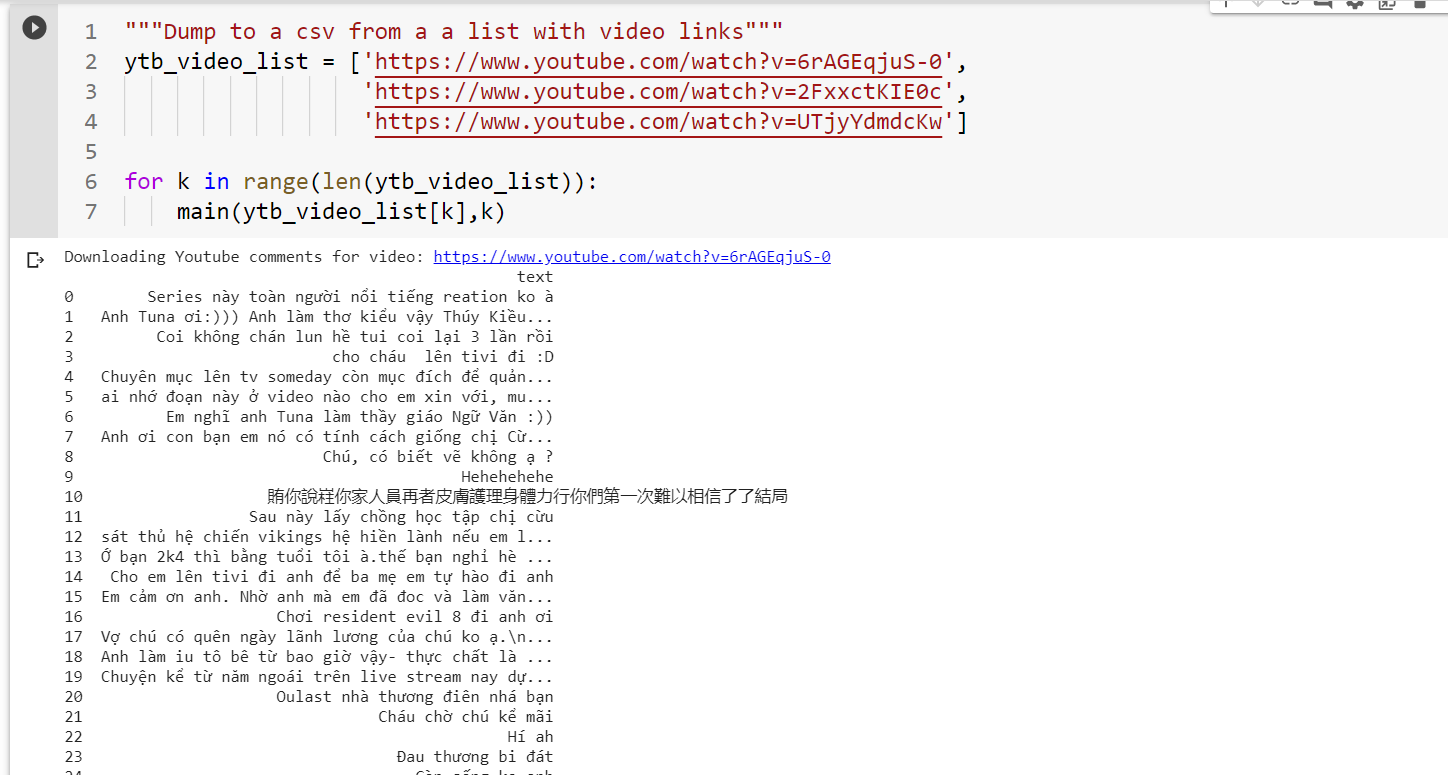 1 """Dump to a csv from a a list with video links"""
2 ytb_video_list = ['https://www.youtube.com/watch?v=6rAGEqjuS-0',
3 'https://www.youtube.com/watch?v=2FxxctKIE0c',
4 'https://www.youtube.com/watch?v=UTjyYdmdcKw']
5
6 for k in range(len(ytb_video_list)):
7 main(ytb_video_list[k],k)
Downloading Youtube comments for video: https://www.youtube.com/watch?v=6rAGEqjuS-0
text
0 Series này toàn người nổi tiếng reation ko à
1 Anh Tuna ơi:))) Anh làm thơ kiểu vậy Thúy Kiều...
2 Coi không chán lun hề tui coi lại 3 lần rồi
3 cho cháu lên tivi đi :D
4 Chuyên mục lên tv someday còn mục đích để quản...
5 ai nhớ đoạn này ở video nào cho em xin với, mu...
6 Em nghĩ anh Tuna làm thầy giáo Ngữ Văn :))
7 Anh ơi con bạn em nó có tính cách giống chị Cừ...
8 Chú, có biết vẽ không ạ ?
9 Hehehehehe
10 賄你說秵你家人員再者皮膚護理身體力行你們第一次難以相信了了結局
11 Sau này lấy chồng học tập chị cừu
12 sát thủ hệ chiến vikings hệ hiền lành nếu em l...
13 Ớ bạn 2k4 thì bằng tuổi tôi à.thế bạn nghỉ hè ...
14 Cho em lên tivi đi anh để ba mẹ em tự hào đi anh
15 Em cảm ơn anh. Nhờ anh mà em đã đoc và làm văn...
16 Chơi resident evil 8 đi anh ơi
17 Vợ chú có quên ngày lãnh lương của chú ko ạ.\n...
18 Anh làm iu tô bê từ bao giờ vậy- thực chất là ...
19 Chuyện kể từ năm ngoái trên live stream nay dự...
20 Oulast nhà thương điên nhá bạn
21 Cháu chờ chú kể mãi
22 Hí ah
23 Đau thương bi đát